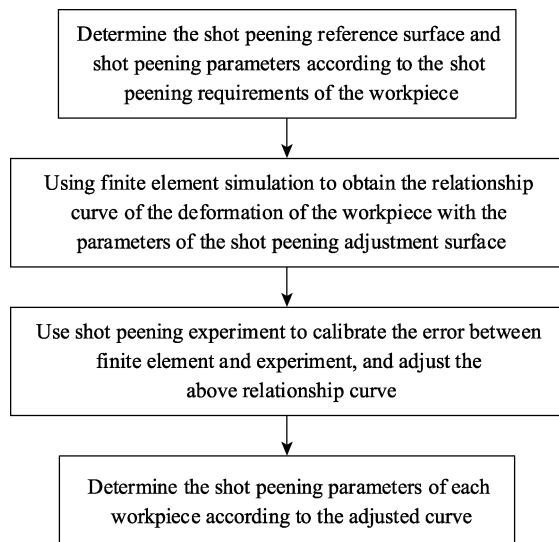 Determine the shot peening reference surface and
shot peening parameters according to the shot
peening requirements of the workpiece
Using finite element simulation to obtain the relationship
curve of the deformation of the workpiece with the
parameters of the shot peening adjustment surface
Use shot peening experiment to calibrate the error between
finite element and experiment, and adjust the
above relationship curve
Determine the shot peening parameters of each
workpiece according to the adjusted curve